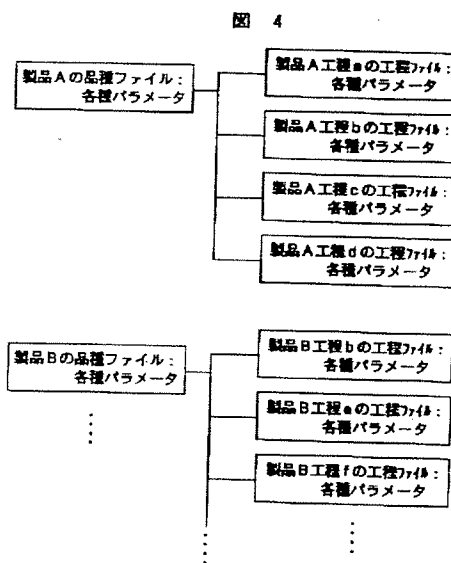 図 4
製品Aの品種ファイル：
各種パラメータ
製品A工程aの工程ﾌｧｲﾙ：
各種パラメータ
製品A工程bの工程ﾌｧｲﾙ：
各種パラメータ
製品A工程cの工程ﾌｧｲﾙ：
各種パラメータ
製品A工程dの工程ﾌｧｲﾙ：
各種パラメータ
製品Bの品種ファイル：
各種パラメータ
製品B工程bの工程ﾌｧｲﾙ：
各種パラメータ
製品B工程eの工程ﾌｧｲﾙ：
各種パラメータ
製品B工程fの工程ﾌｧｲﾙ：
各種パラメータ